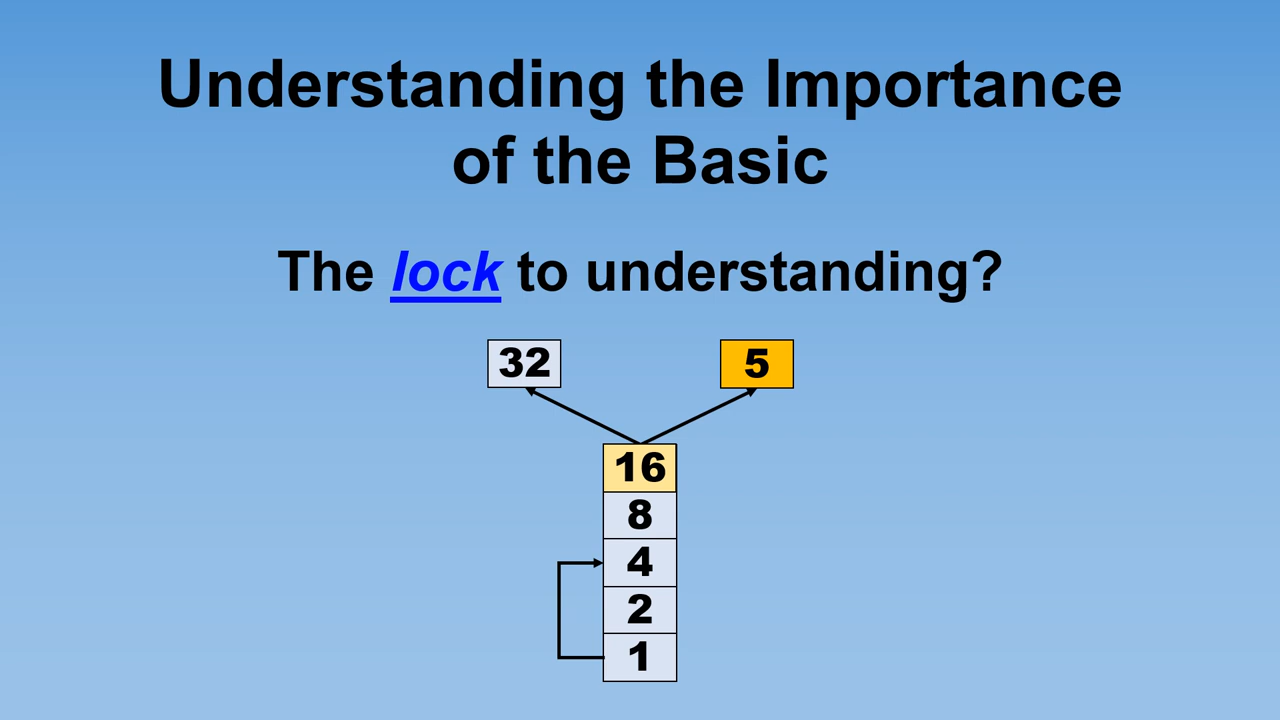 Understanding the Importance
of the Basic
The lock to understanding?
32 5
16
8
4
2
1